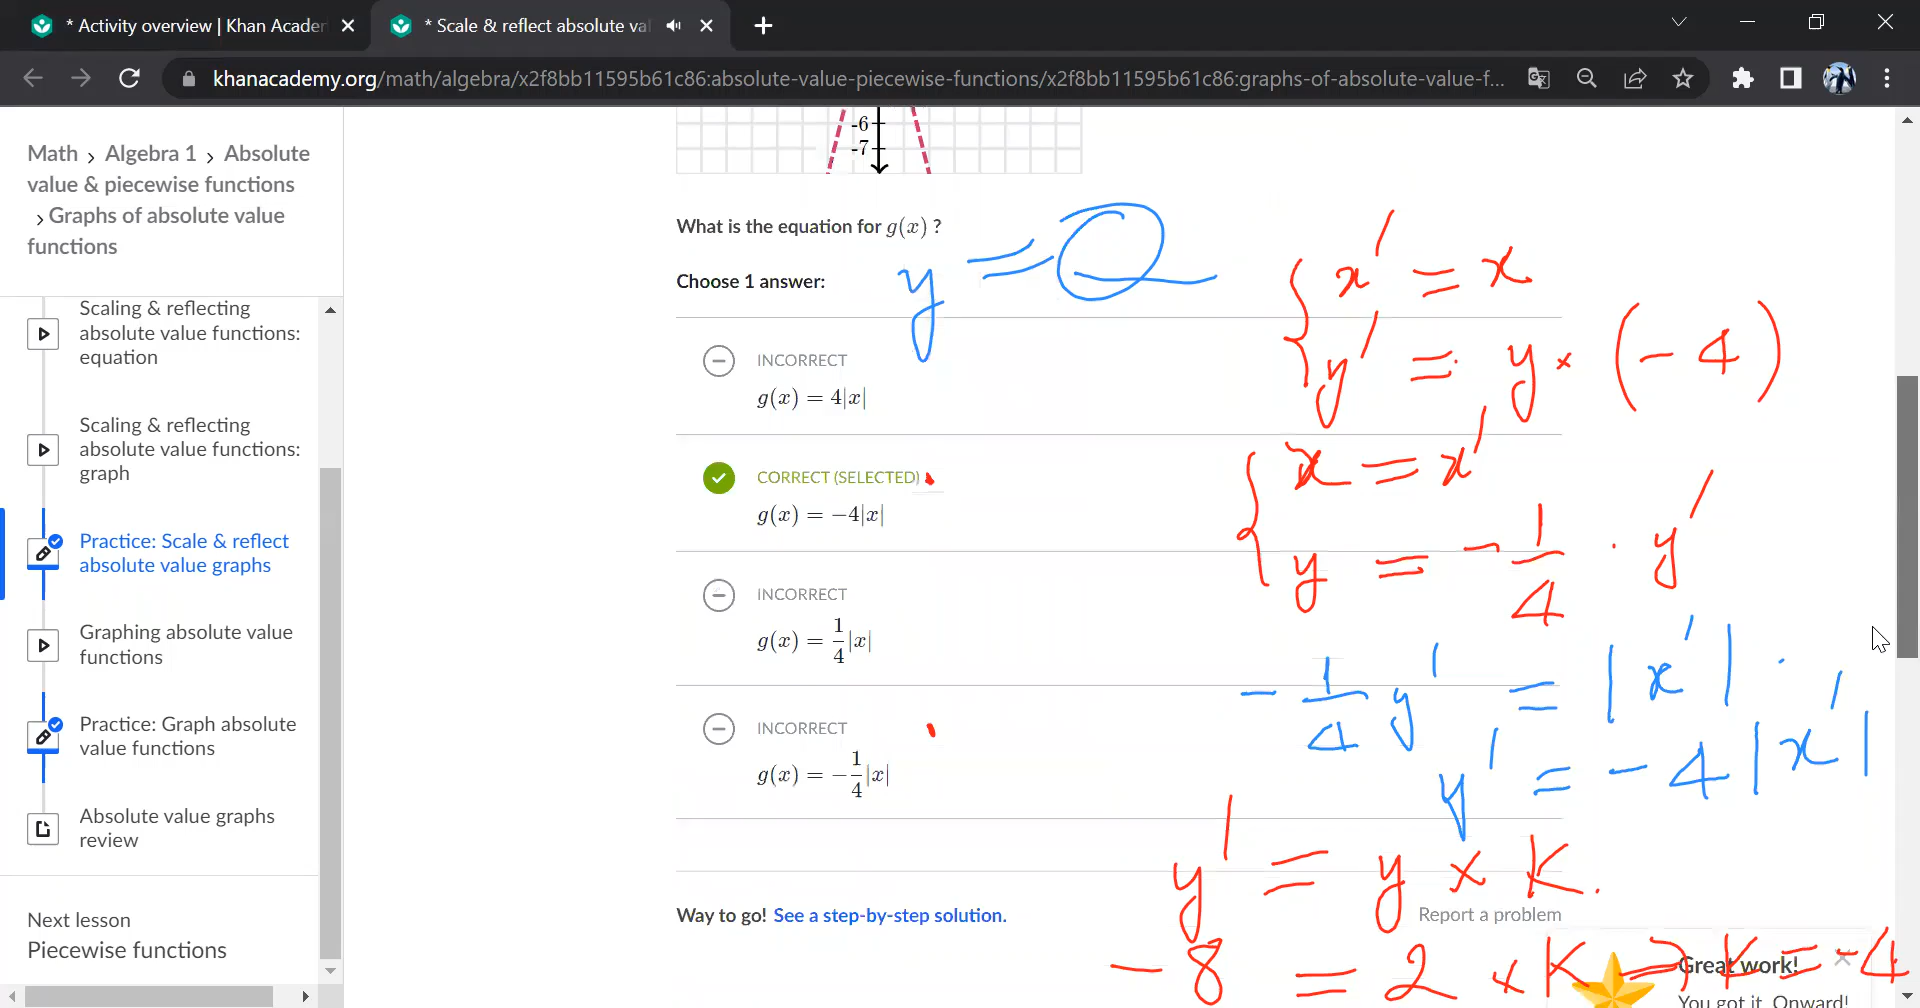 * Activity overview | Khan Acader
* Scale & reflect absolute val
khanacademy.org/math/algebra/x2f8bb11595b61c86:absolute-value-piecewise-functions/x2f8bb11595b61c86:graphs-of-absolute-value-f...
Math > Algebra 1 > Absolute
value & piecewise functions
> Graphs of absolute value
functions
Scaling & reflecting
absolute value functions:
equation
Scaling & reflecting
absolute value functions:
graph
Practice: Scale & reflect
absolute value graphs
Graphing absolute value
functions
Practice: Graph absolute
value functions
Absolute value graphs
review
Next lesson
Piecewise functions
-6
-7
What is the equation for g(x) ?
Choose 1 answer:
INCORRECT
g(x) = 4|x|
CORRECT (SELECTED)
g(x) = −4|x|
INCORRECT
g(x) = 1/4|x|
INCORRECT
g(x) = −1/4|x|
Way to go! See a step-by-step solution.
Report a problem
Great work!
You got it. Onward!
y =
x' = x
y' = y × (-4)
x = x'
y = -1/4 · y'
-1/4 y' = |x'|
y' = -4|x'|
y' = y × K.
-8 = 2 × K => K = -4